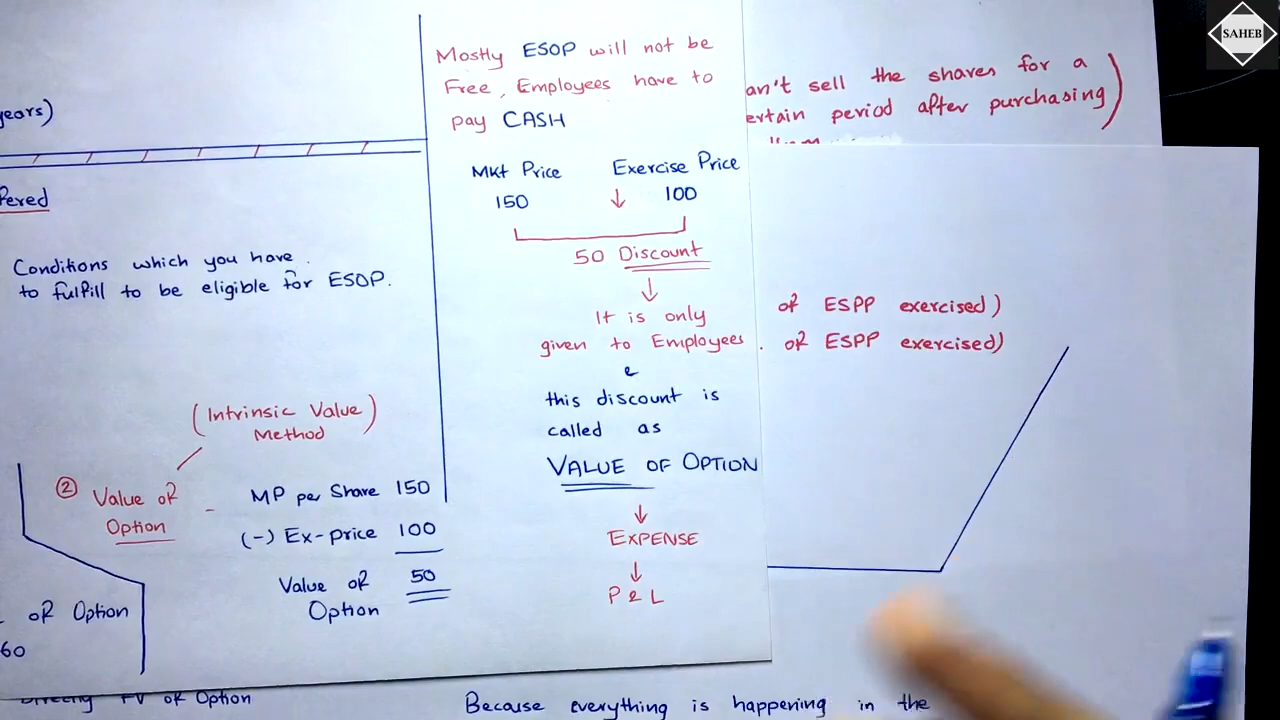 SAHEB
years)
Conditions which you have.
to fulfill to be eligible for ESOP.
(Intrinsic Value)
Method
② Value of
Option
- MP per Share 150
(-) Ex-price 100
Value of 50
Option
of Option
60
FV of Option
Mostly ESOP will not be
Free, Employees have to
pay CASH
Mkt Price Exercise Price
150 ↓ 100
50 Discount
↓
It is only
given to Employees
&
this discount is
called as
VALUE OF OPTION
↓
EXPENSE
↓
P & L
sell the shares for a
period after purchasing)
of ESPP exercised)
. of ESPP exercised)
Because everything is happening in the